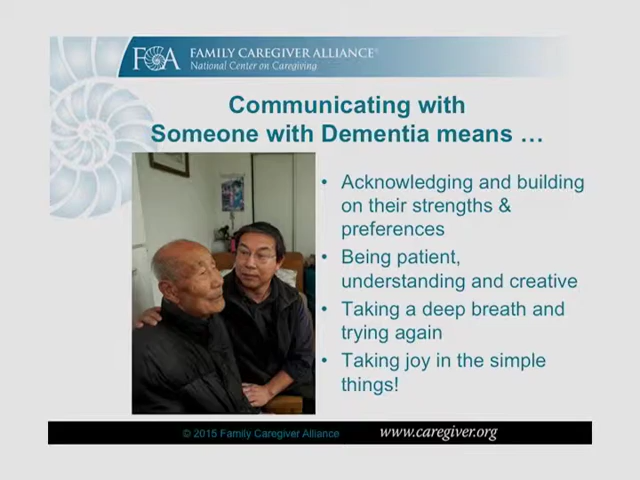 FCA FAMILY CAREGIVER ALLIANCE®
National Center on Caregiving
Communicating with
Someone with Dementia means …
• Acknowledging and building
on their strengths &
preferences
• Being patient,
understanding and creative
• Taking a deep breath and
trying again
• Taking joy in the simple
things!
© 2015 Family Caregiver Alliance
www.caregiver.org